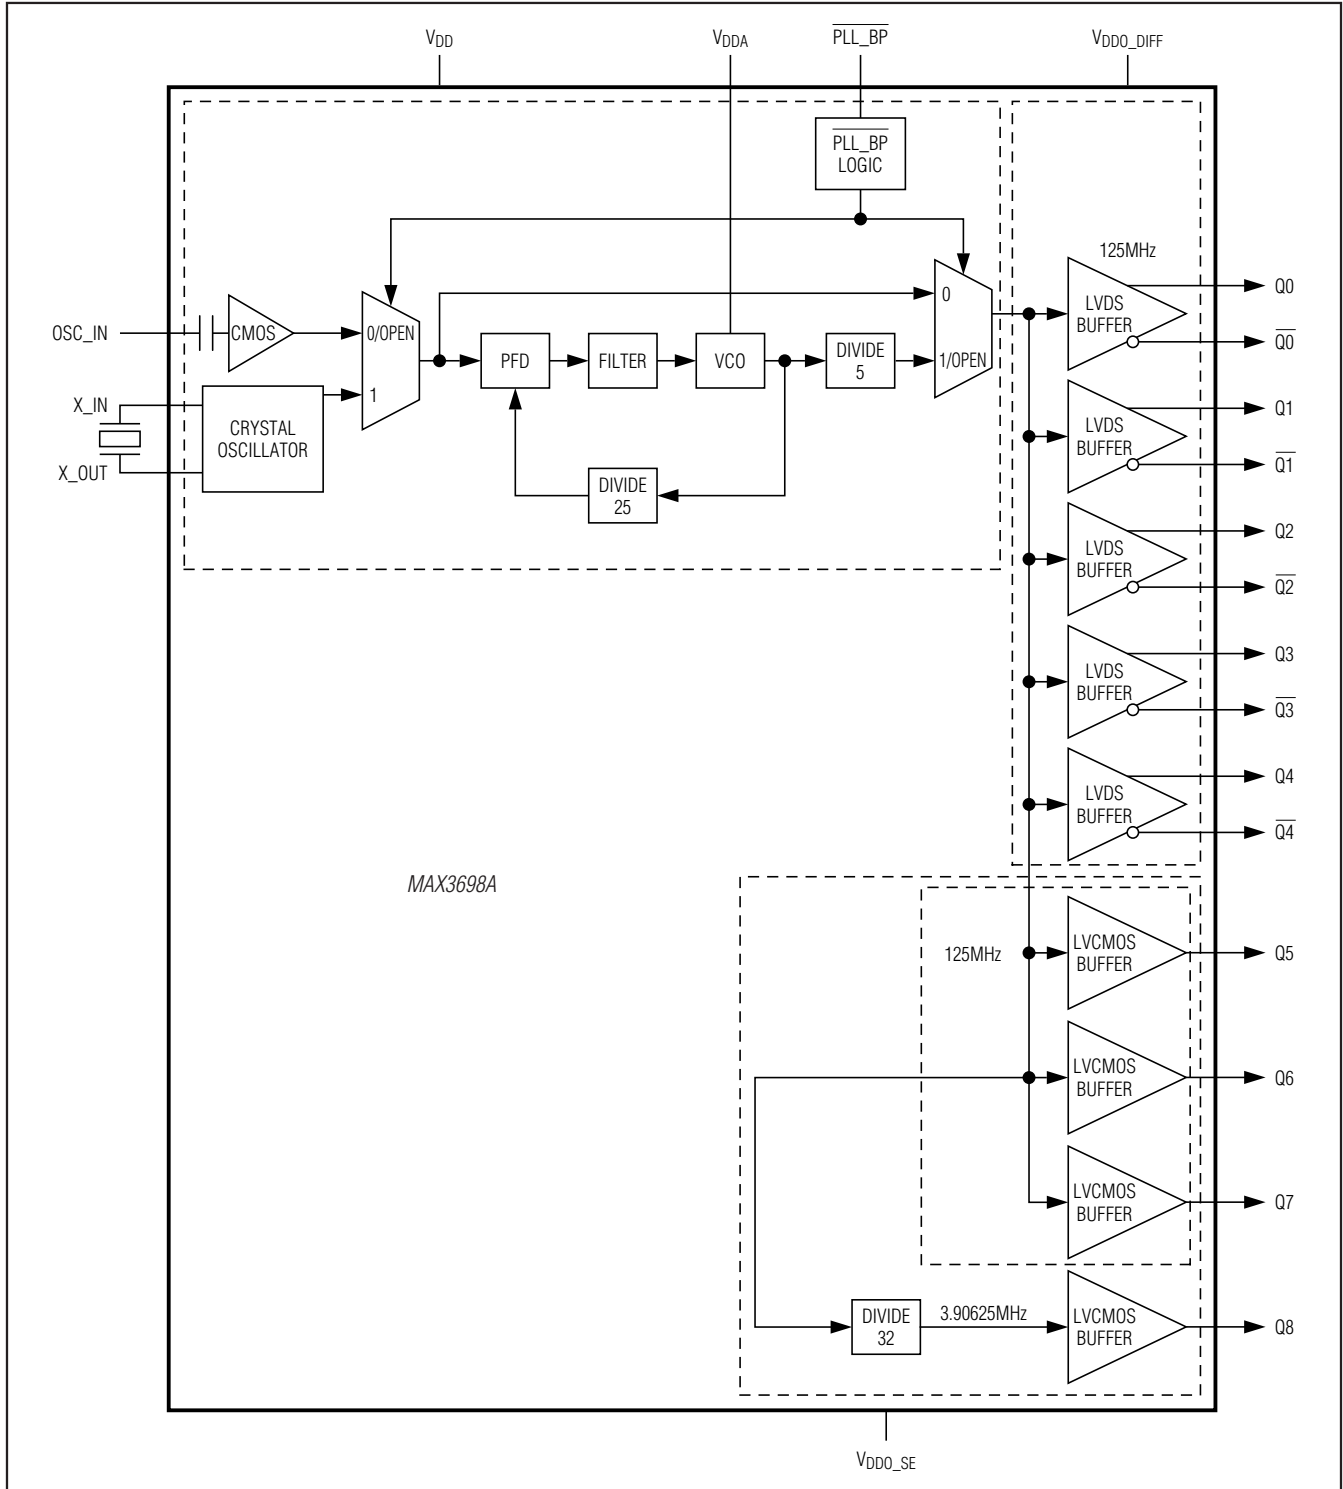 VDD
VDDA
PLL_BP
VDDO_DIFF
PLL_BP
LOGIC
125MHz
OSC_IN
CMOS
0/OPEN
1
X_IN
X_OUT
CRYSTAL
OSCILLATOR
PFD
FILTER
VCO
DIVIDE
5
0
1/OPEN
DIVIDE
25
LVDS
BUFFER
Q0
Q0
LVDS
BUFFER
Q1
Q1
LVDS
BUFFER
Q2
Q2
LVDS
BUFFER
Q3
Q3
LVDS
BUFFER
Q4
Q4
MAX3698A
125MHz
LVCMOS
BUFFER
Q5
LVCMOS
BUFFER
Q6
LVCMOS
BUFFER
Q7
DIVIDE
32
3.90625MHz
LVCMOS
BUFFER
Q8
VDDO_SE